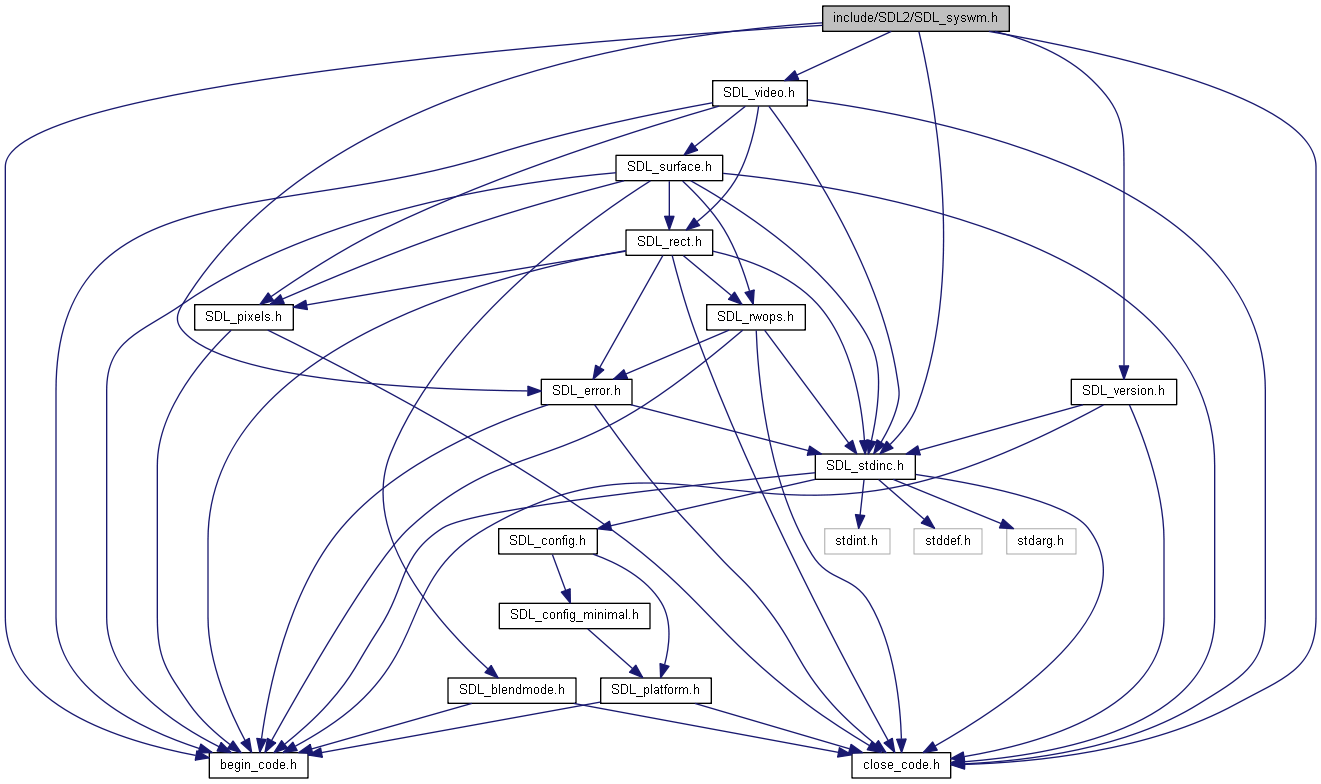 include/SDL2/SDL_syswm.h
SDL_video.h
SDL_surface.h
SDL_rect.h
SDL_pixels.h
SDL_rwops.h
SDL_error.h
SDL_version.h
SDL_stdinc.h
SDL_config.h
stdint.h
stddef.h
stdarg.h
SDL_config_minimal.h
SDL_blendmode.h
SDL_platform.h
begin_code.h
close_code.h